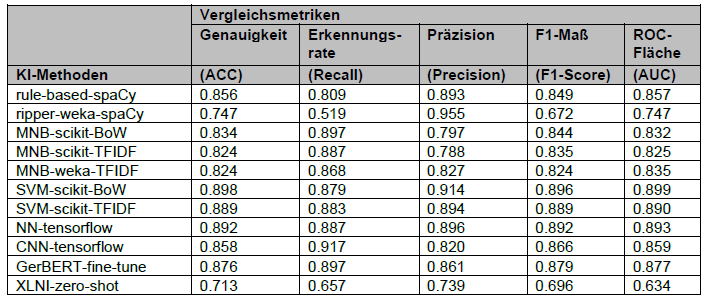 Vergleichsmetriken
Genauigkeit Erkennungs- Präzision F1-Maß ROC-
rate Fläche
KI-Methoden (ACC) (Recall) (Precision) (F1-Score) (AUC)
rule-based-spaCy 0.856 0.809 0.893 0.849 0.857
ripper-weka-spaCy 0.747 0.519 0.955 0.672 0.747
MNB-scikit-BoW 0.834 0.897 0.797 0.844 0.832
MNB-scikit-TFIDF 0.824 0.887 0.788 0.835 0.825
MNB-weka-TFIDF 0.824 0.868 0.827 0.824 0.835
SVM-scikit-BoW 0.898 0.879 0.914 0.896 0.899
SVM-scikit-TFIDF 0.889 0.883 0.894 0.889 0.890
NN-tensorflow 0.892 0.887 0.896 0.892 0.893
CNN-tensorflow 0.858 0.917 0.820 0.866 0.859
GerBERT-fine-tune 0.876 0.897 0.861 0.879 0.877
XLNI-zero-shot 0.713 0.657 0.739 0.696 0.634